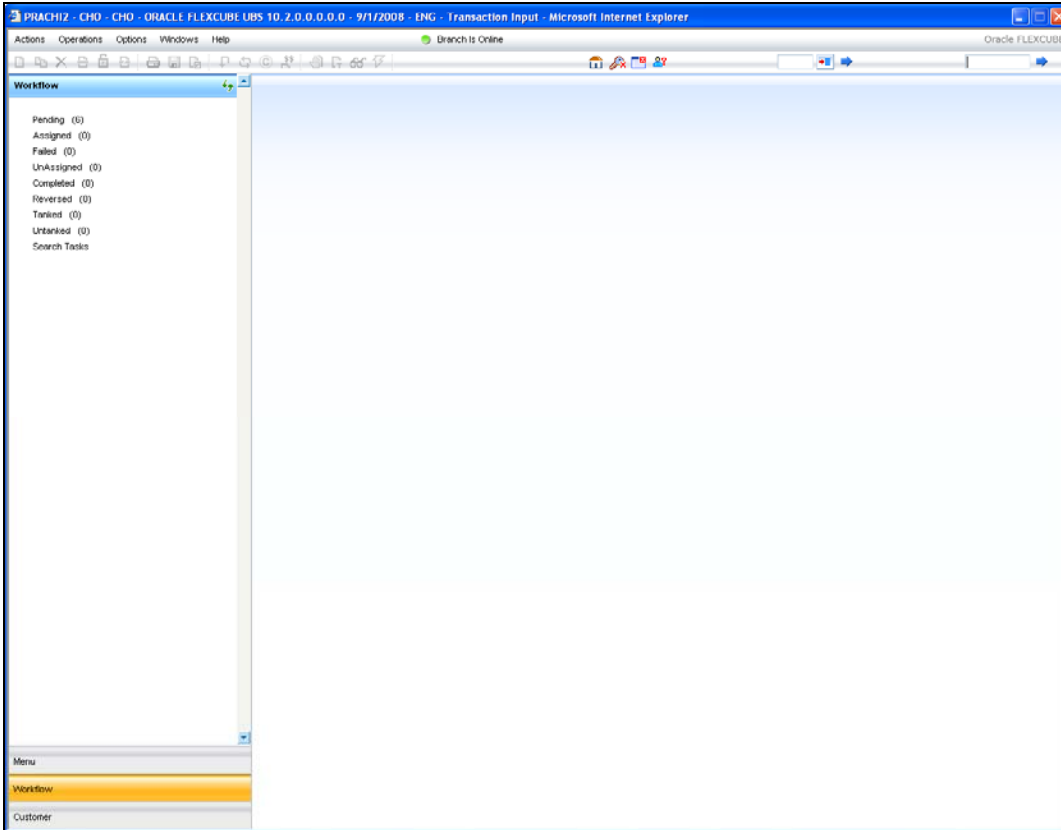 PRACHI2 - CHO - CHO - ORACLE FLEXCUBE UBS 10.2.0.0.0.0.0 - 9/1/2008 - ENG - Transaction Input - Microsoft Internet Explorer
Actions Operations Options Windows Help Branch Is Online Oracle FLEXCUBE
Workflow
Pending (6)
Assigned (0)
Failed (0)
UnAssigned (0)
Completed (0)
Reversed (0)
Tanked (0)
Untanked (0)
Search Tasks
Menu
Workflow
Customer